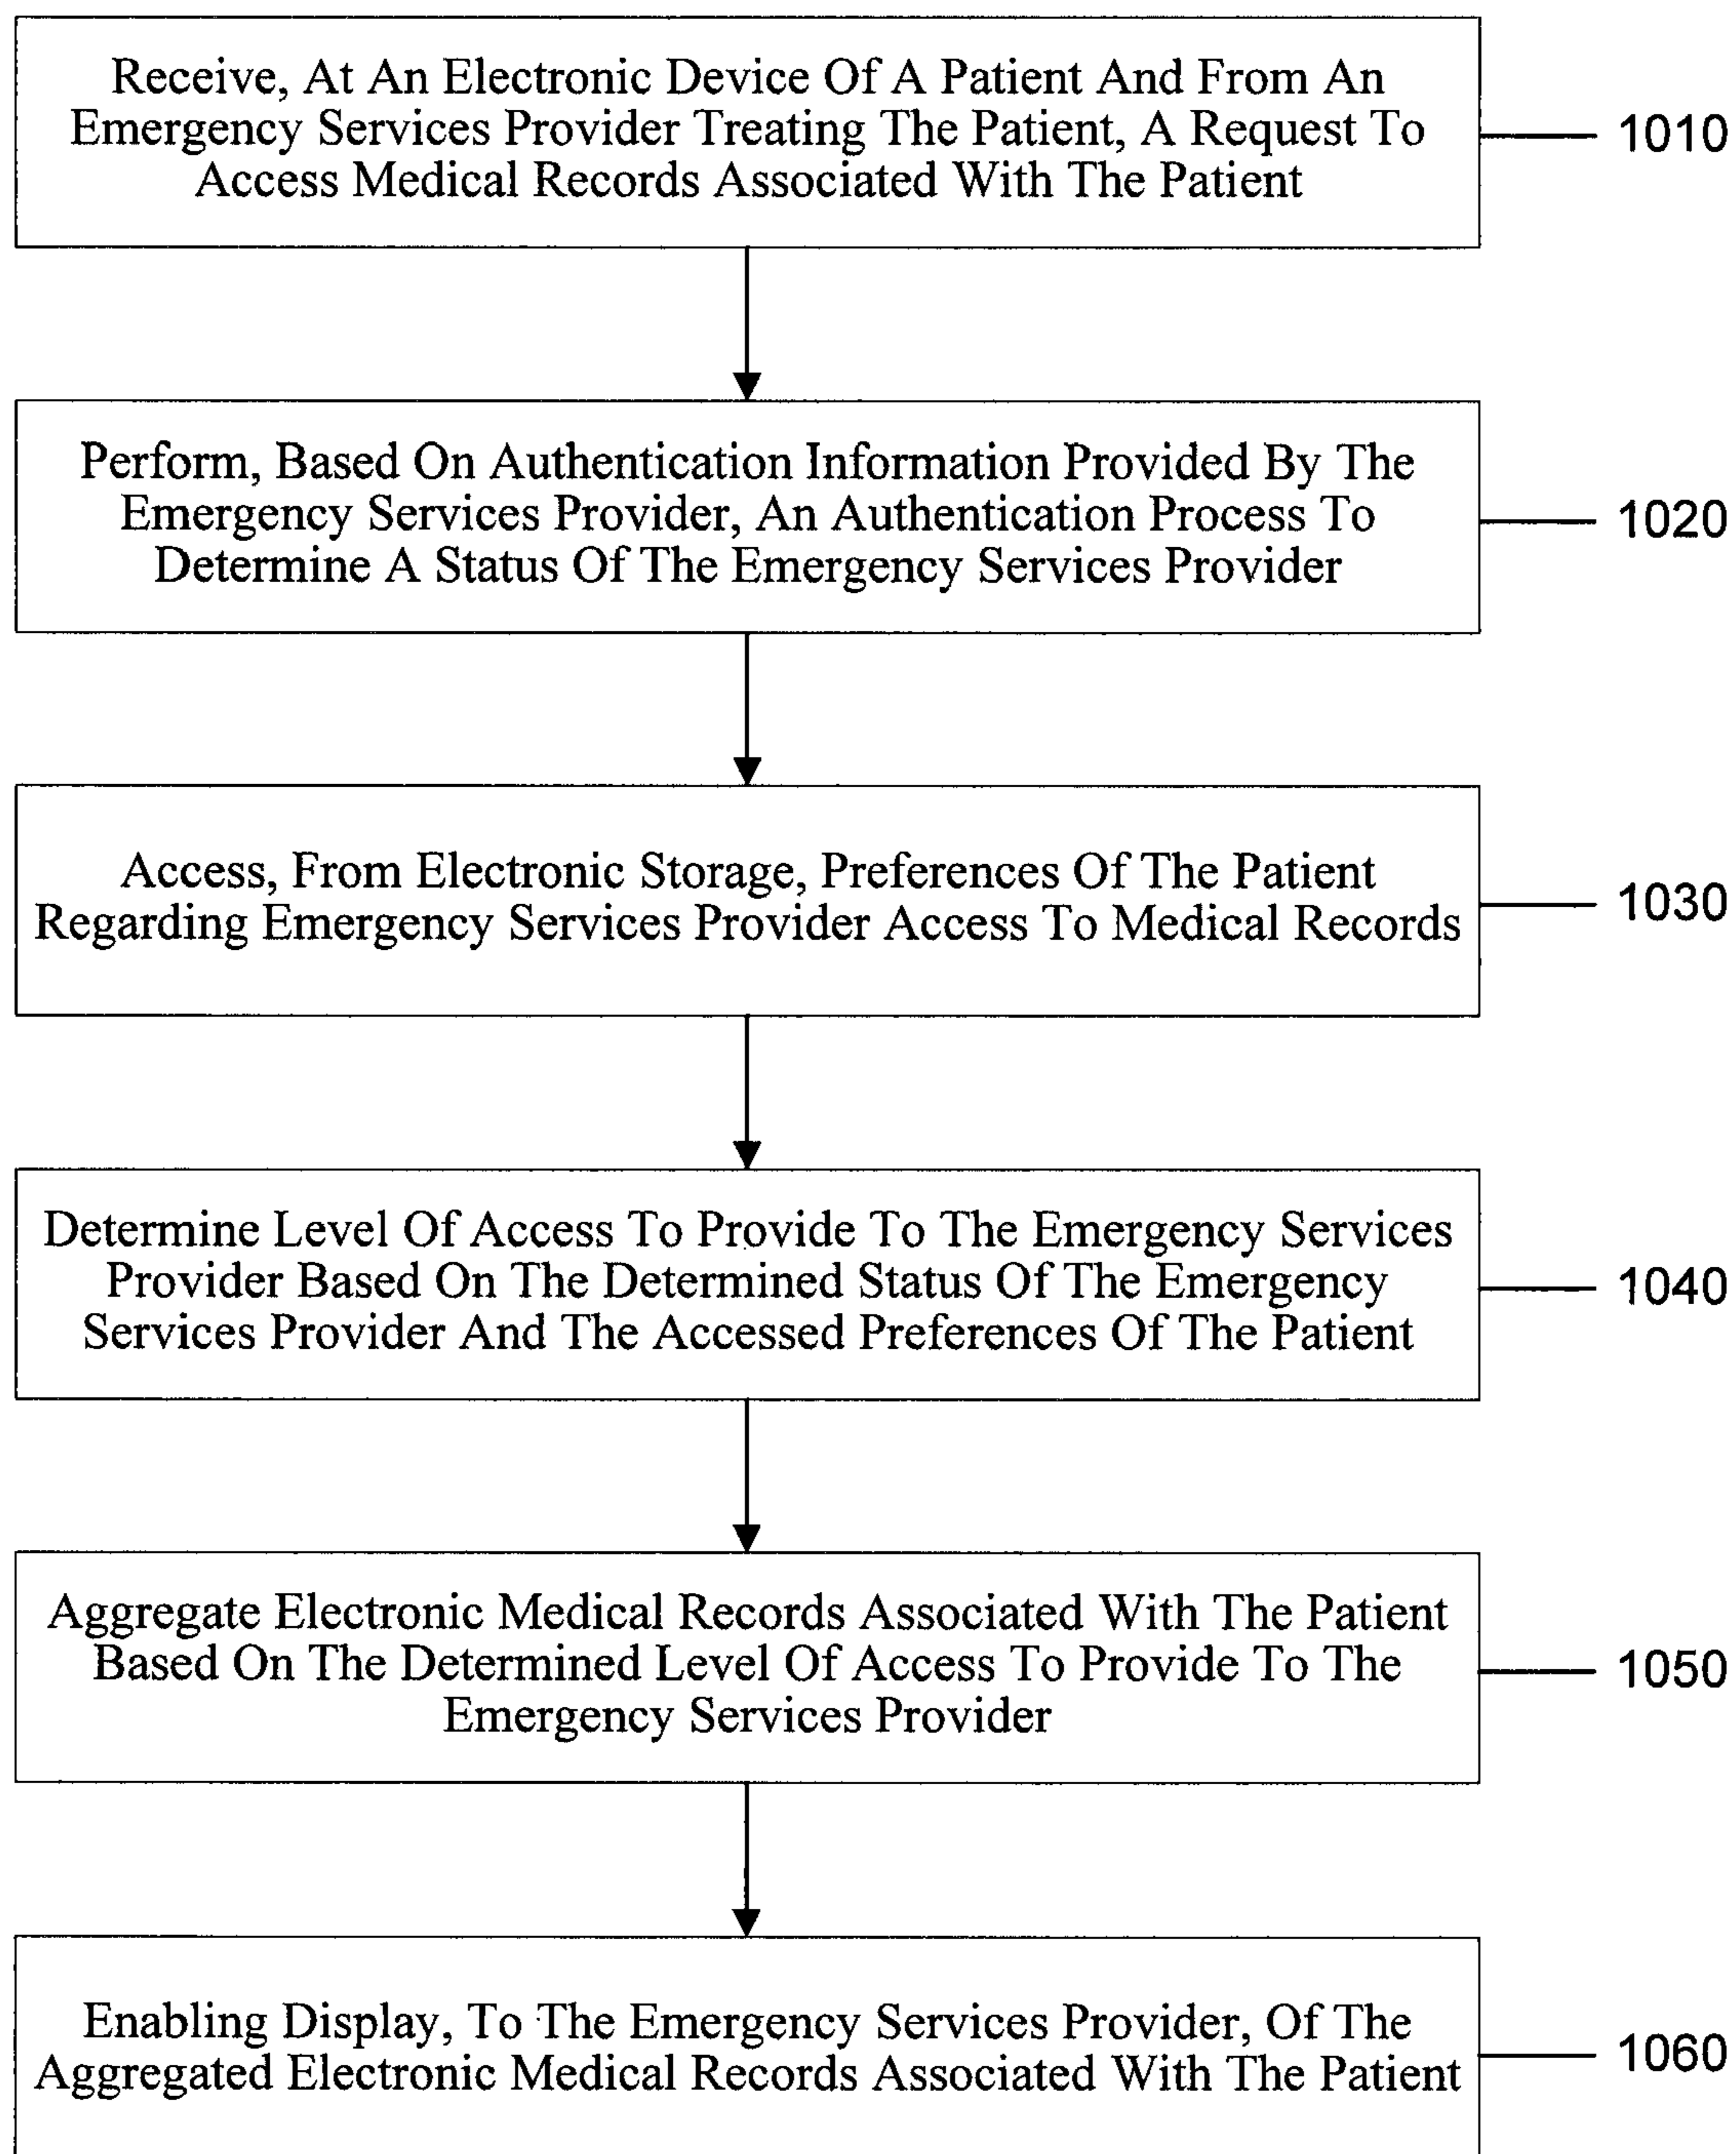 Receive, At An Electronic Device Of A Patient And From An
Emergency Services Provider Treating The Patient, A Request To
Access Medical Records Associated With The Patient
1010
Perform, Based On Authentication Information Provided By The
Emergency Services Provider, An Authentication Process To
Determine A Status Of The Emergency Services Provider
1020
Access, From Electronic Storage, Preferences Of The Patient
Regarding Emergency Services Provider Access To Medical Records
1030
Determine Level Of Access To Provide To The Emergency Services
Provider Based On The Determined Status Of The Emergency
Services Provider And The Accessed Preferences Of The Patient
1040
Aggregate Electronic Medical Records Associated With The Patient
Based On The Determined Level Of Access To Provide To The
Emergency Services Provider
1050
Enabling Display, To The Emergency Services Provider, Of The
Aggregated Electronic Medical Records Associated With The Patient
1060